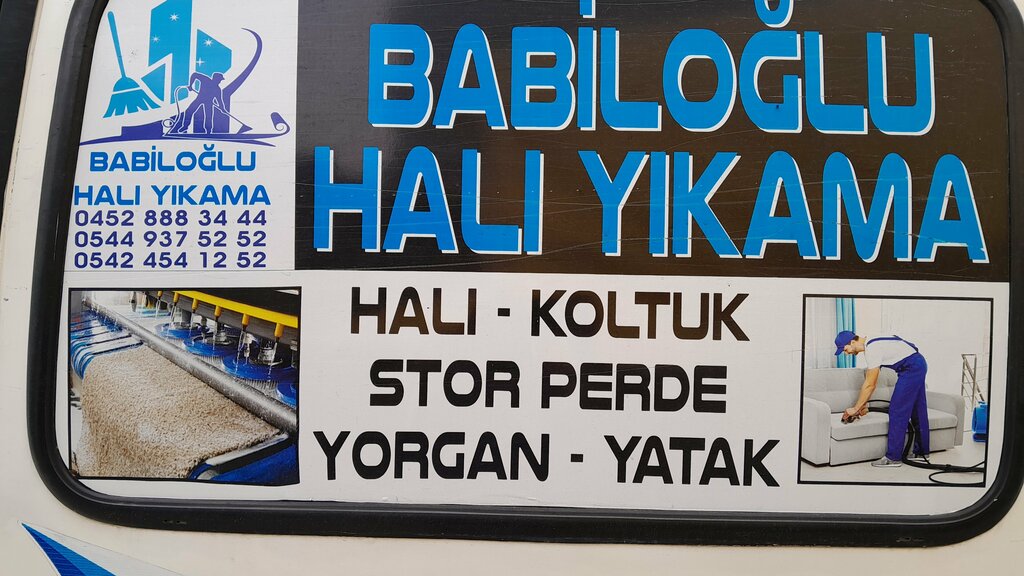 BABİLOĞLU
HALI YIKAMA
0452 888 34 44
0544 937 52 52
0542 454 12 52
BABİLOĞLU
HALI YIKAMA
HALI - KOLTUK
STOR PERDE
YORGAN - YATAK